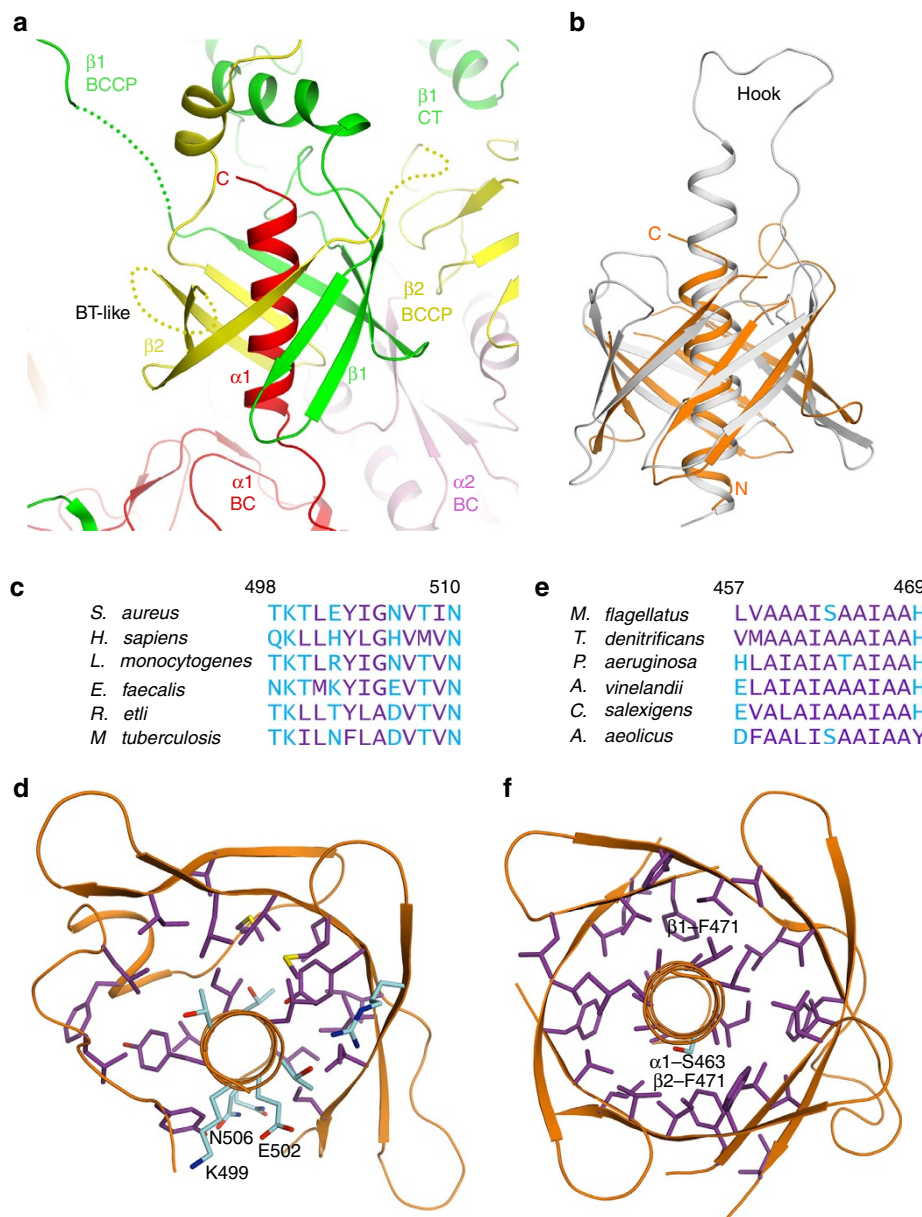 a
β1
BCCP
β1
CT
C
BT-like
β2
β2
BCCP
α1
β1
α1
BC
α2
BC
b
Hook
C
N
c
498 510
S. aureus TKTLEYIGNVTIN
H. sapiens QKLLHYLGHVMVN
L. monocytogenes TKTLRYIGNVTVN
E. faecalis NKTMKYIGEVTVN
R. etli TKLLTYLADVTVN
M tuberculosis TKILNFLADVTVN
e
457 469
M. flagellatus LVAAAISAAIAAH
T. denitrificans VMAAAIAAAIAAH
P. aeruginosa HLAIAIATAIAAH
A. vinelandii ELAIAIAAAIAAH
C. salexigens EVALAIAAAIAAH
A. aeolicus DFAALISAAIAAY
d
N506
E502
K499
f
β1–F471
α1–S463
β2–F471